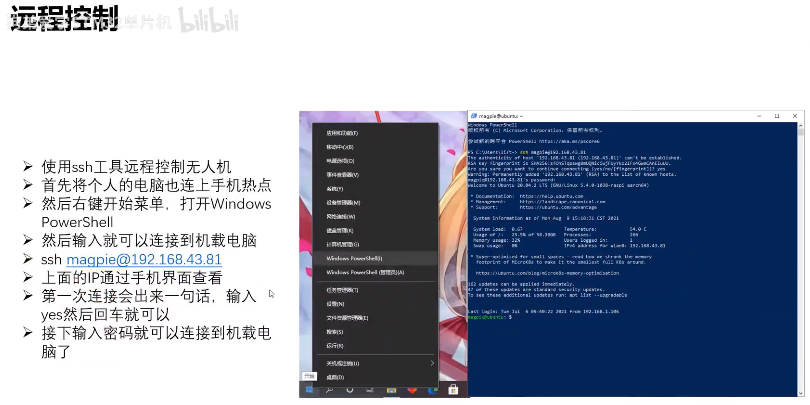 远程控制
bilibili
使用ssh工具远程控制无人机
首先将个人的电脑也连上手机热点
然后右键开始菜单，打开Windows
PowerShell
然后输入就可以连接到机载电脑
ssh magpie@192.168.43.81
上面的IP通过手机界面查看
第一次连接会出来一句话，输入
yes然后回车就可以
接下输入密码就可以连接到机载电
脑了
应用和功能(F)
移动中心(B)
电源选项(O)
事件查看器(V)
系统(Y)
设备管理器(M)
网络连接(W)
磁盘管理(K)
计算机管理(G)
Windows PowerShell(I)
Windows PowerShell (管理员)(A)
任务管理器(T)
设置(N)
文件资源管理器(E)
搜索(S)
运行(R)
关机或注销(U)
桌面(D)
开始
magpie@ubuntu: ~
Windows PowerShell
版权所有 (C) Microsoft Corporation。保留所有权利。
尝试新的跨平台 PowerShell https://aka.ms/pscore6
ssh magpie@192.168.43.81
The authenticity of host '192.168.43.81 (192.168.43.81)' can't be established.
Are you sure you want to continue connecting (yes/no/[fingerprint])? yes
Warning: Permanently added '192.168.43.81' (RSA) to the list of known hosts.
magpie@192.168.43.81's password:
Welcome to Ubuntu 20.04.2 LTS (GNU/Linux 5.4.0-1038-raspi aarch64)
* Documentation: https://help.ubuntu.com
* Management: https://landscape.canonical.com
* Support: https://ubuntu.com/advantage
System information as of Mon Aug 9 15:18:31 CST 2021
System load: 0.67 Temperature: 54.0 C
Usage of /: 25.9% of 58.30GB Processes: 200
Memory usage: 32% Users logged in: 1
Swap usage: 0% IPv4 address for wlan0: 192.168.43.81
* Super-optimized for small spaces - read how we shrank the memory
footprint of MicroK8s to make it the smallest full K8s around.
https://ubuntu.com/blog/microk8s-memory-optimisation
162 updates can be applied immediately.
47 of these updates are standard security updates.
To see these additional updates run: apt list --upgradable
Last login: Tue Jul 6 09:40:22 2021 from 192.168.1.106
magpie@ubuntu:~$